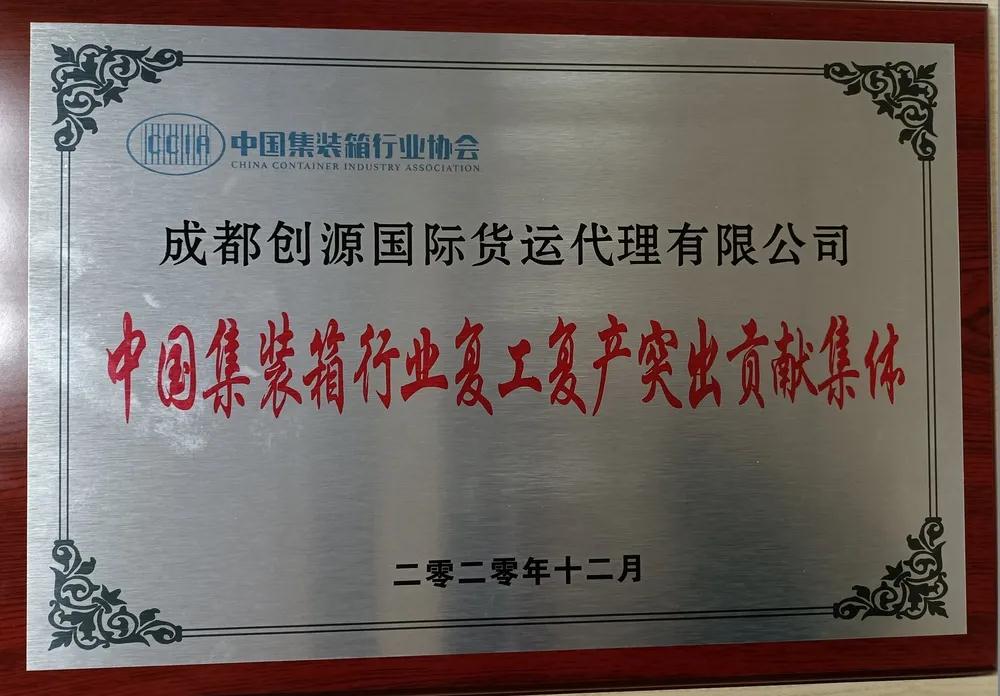 CCIA 中国集装箱行业协会
CHINA CONTAINER INDUSTRY ASSOCIATION
成都创源国际货运代理有限公司
中国集装箱行业复工复产突出贡献集体
二零二零年十二月